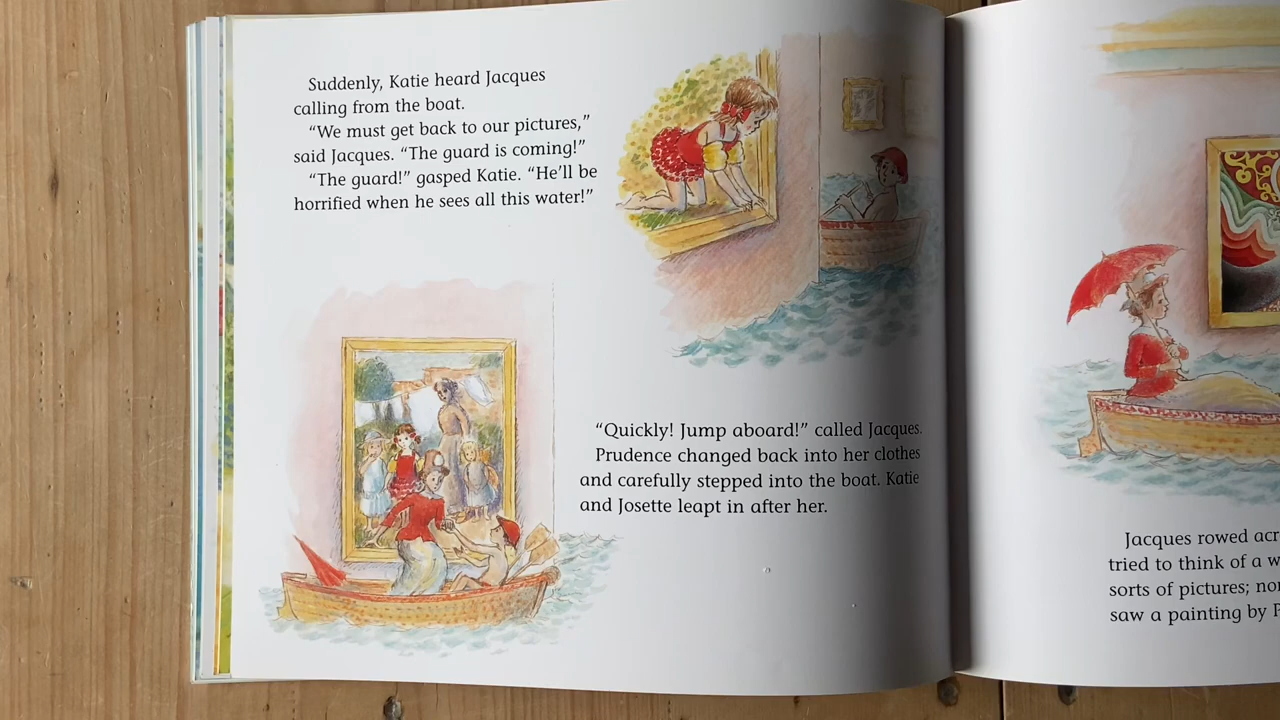 Suddenly, Katie heard Jacques
calling from the boat.
“We must get back to our pictures,”
said Jacques. “The guard is coming!”
“The guard!” gasped Katie. “He’ll be
horrified when he sees all this water!”
“Quickly! Jump aboard!” called Jacques.
Prudence changed back into her clothes
and carefully stepped into the boat. Katie
and Josette leapt in after her.
Jacques rowed
tried to think of a
sorts of pictures;
saw a painting by